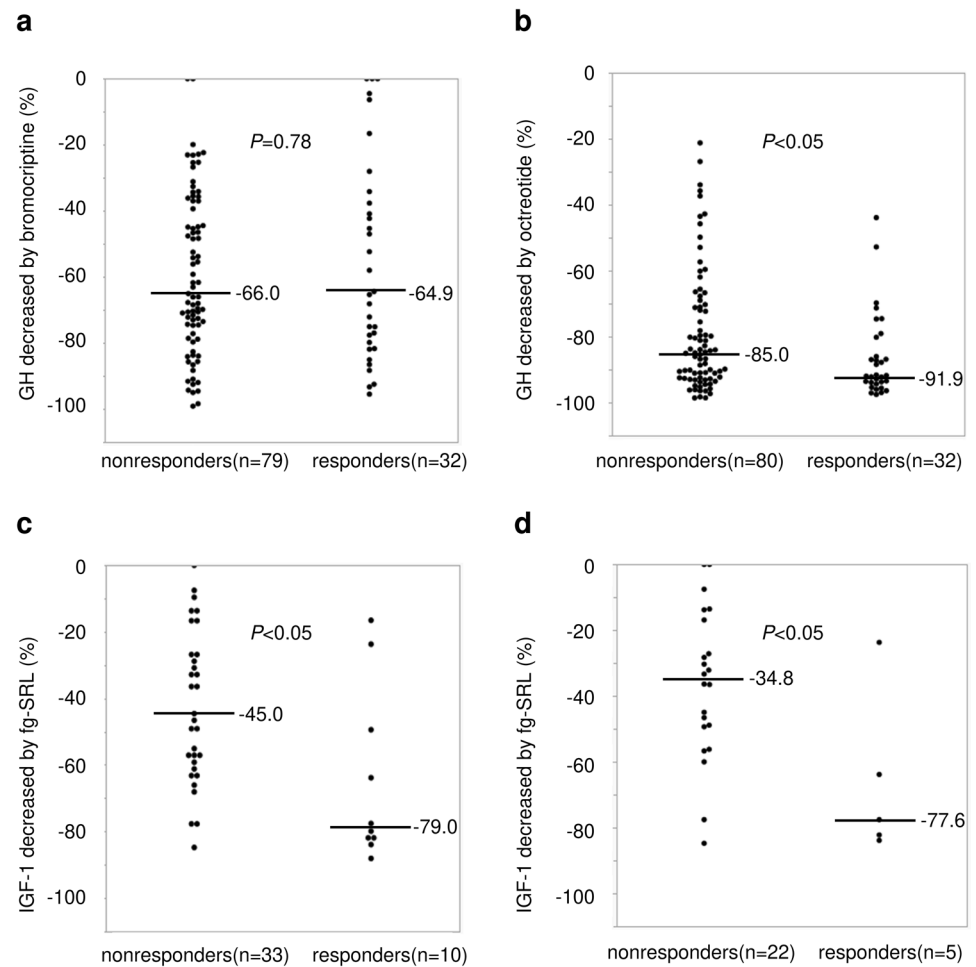 a
GH decreased by bromocriptine (%)
0
-20
-40
-60
-80
-100
P=0.78
-66.0
-64.9
nonresponders(n=79)
responders(n=32)
b
GH decreased by octreotide (%)
0
-20
-40
-60
-80
-100
P<0.05
-85.0
-91.9
nonresponders(n=80)
responders(n=32)
c
IGF-1 decreased by fg-SRL (%)
0
-20
-40
-60
-80
-100
P<0.05
-45.0
-79.0
nonresponders(n=33)
responders(n=10)
d
IGF-1 decreased by fg-SRL (%)
0
-20
-40
-60
-80
-100
P<0.05
-34.8
-77.6
nonresponders(n=22)
responders(n=5)